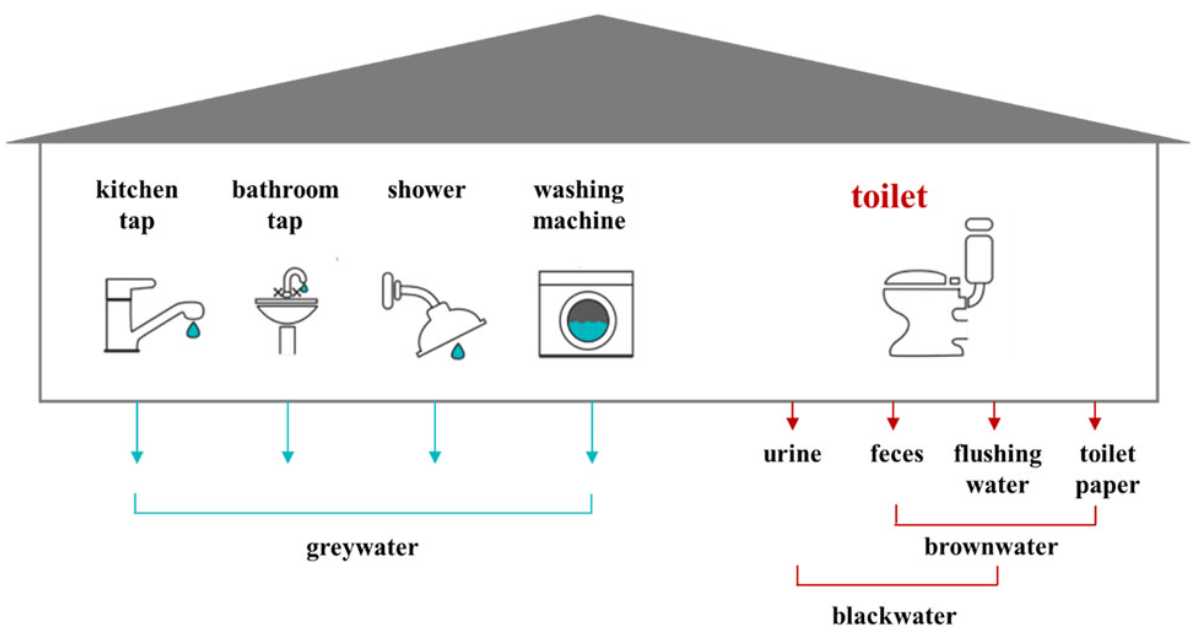 kitchen
tap
bathroom
tap
shower
washing
machine
toilet
urine
feces
flushing
water
toilet
paper
greywater
brownwater
blackwater